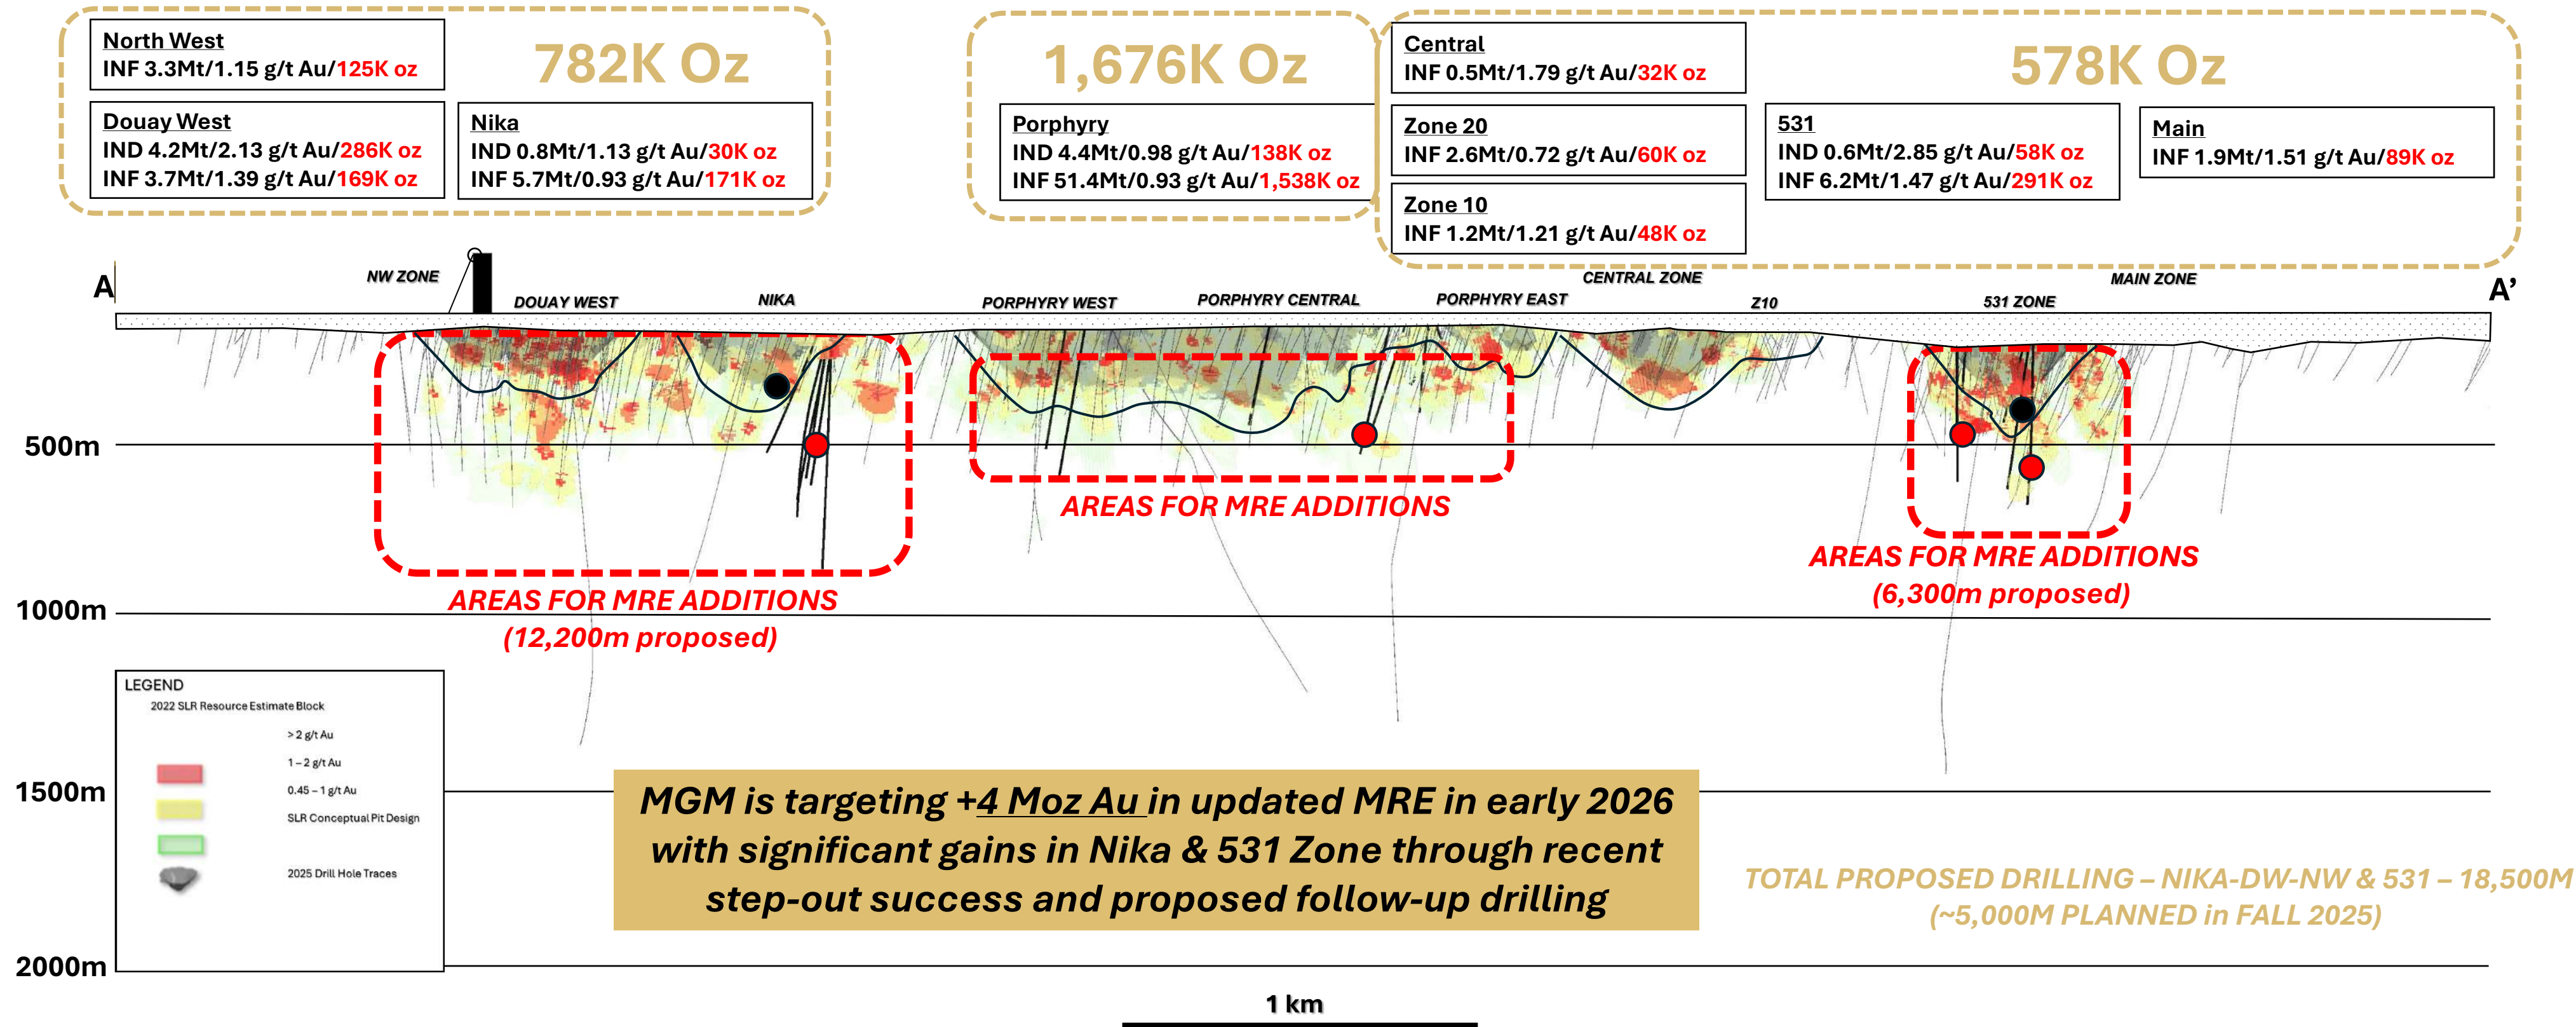 North West
INF 3.3Mt/1.15 g/t Au/125K oz
782K Oz
Douay West
IND 4.2Mt/2.13 g/t Au/286K oz
INF 3.7Mt/1.39 g/t Au/169K oz
Nika
IND 0.8Mt/1.13 g/t Au/30K oz
INF 5.7Mt/0.93 g/t Au/171K oz
1,676K Oz
Porphyry
IND 4.4Mt/0.98 g/t Au/138K oz
INF 51.4Mt/0.93 g/t Au/1,538K oz
Central
INF 0.5Mt/1.79 g/t Au/32K oz
578K Oz
Zone 20
INF 2.6Mt/0.72 g/t Au/60K oz
Zone 10
INF 1.2Mt/1.21 g/t Au/48K oz
531
IND 0.6Mt/2.85 g/t Au/58K oz
INF 6.2Mt/1.47 g/t Au/291K oz
Main
INF 1.9Mt/1.51 g/t Au/89K oz
A
NW ZONE
DOUAY WEST
NIKA
PORPHYRY WEST
PORPHYRY CENTRAL
PORPHYRY EAST
CENTRAL ZONE
Z10
531 ZONE
MAIN ZONE
A’
500m
AREAS FOR MRE ADDITIONS
AREAS FOR MRE ADDITIONS
(6,300m proposed)
AREAS FOR MRE ADDITIONS
(12,200m proposed)
1000m
LEGEND
2022 SLR Resource Estimate Block
> 2 g/t Au
1 – 2 g/t Au
0.45 – 1 g/t Au
SLR Conceptual Pit Design
2025 Drill Hole Traces
1500m
MGM is targeting +4 Moz Au in updated MRE in early 2026
with significant gains in Nika & 531 Zone through recent
step-out success and proposed follow-up drilling
TOTAL PROPOSED DRILLING – NIKA-DW-NW & 531 – 18,500M
(~5,000M PLANNED in FALL 2025)
2000m
1 km